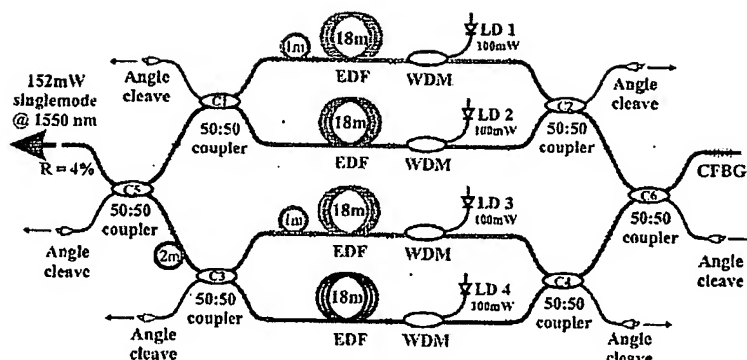 LD 1
100mW
1m
18m
EDF
WDM
Angle
cleave
152mW
singlemode
@ 1550 nm
R = 4%
C1
50:50
coupler
LD 2
100mW
18m
EDF
WDM
C2
50:50
coupler
Angle
cleave
CFBG
C5
50:50
coupler
Angle
cleave
LD 3
100mW
1m
18m
EDF
WDM
C6
50:50
coupler
Angle
cleave
2m
C3
50:50
coupler
LD 4
100mW
18m
EDF
WDM
C4
50:50
coupler
Angle
cleave
Angle